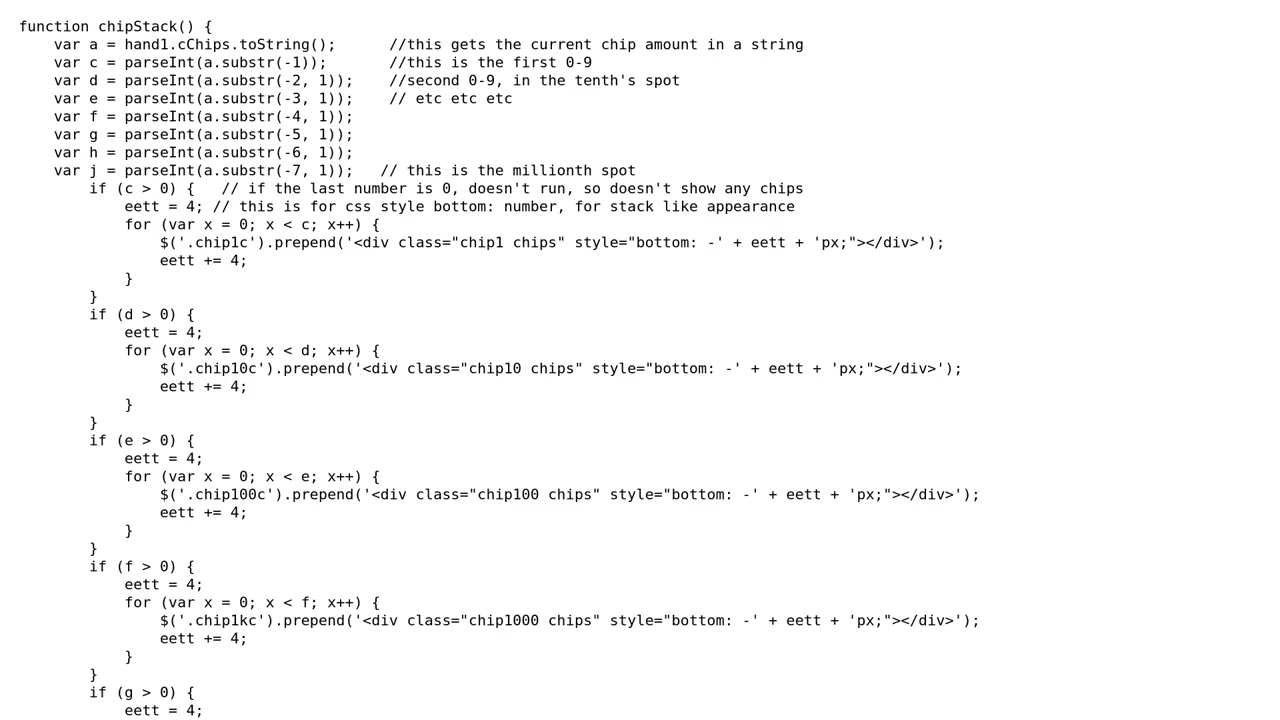 function chipStack() {
    var a = hand1.cChips.toString();      //this gets the current chip amount in a string
    var c = parseInt(a.substr(-1));       //this is the first 0-9
    var d = parseInt(a.substr(-2, 1));    //second 0-9, in the tenth's spot
    var e = parseInt(a.substr(-3, 1));    // etc etc etc
    var f = parseInt(a.substr(-4, 1));
    var g = parseInt(a.substr(-5, 1));
    var h = parseInt(a.substr(-6, 1));
    var j = parseInt(a.substr(-7, 1));   // this is the millionth spot
        if (c > 0) {   // if the last number is 0, doesn't run, so doesn't show any chips
            eett = 4; // this is for css style bottom: number, for stack like appearance
            for (var x = 0; x < c; x++) {
                $('.chip1c').prepend('<div class="chip1 chips" style="bottom: -' + eett + 'px;"></div>');
                eett += 4;
            }
        }
        if (d > 0) {
            eett = 4;
            for (var x = 0; x < d; x++) {
                $('.chip10c').prepend('<div class="chip10 chips" style="bottom: -' + eett + 'px;"></div>');
                eett += 4;
            }
        }
        if (e > 0) {
            eett = 4;
            for (var x = 0; x < e; x++) {
                $('.chip100c').prepend('<div class="chip100 chips" style="bottom: -' + eett + 'px;"></div>');
                eett += 4;
            }
        }
        if (f > 0) {
            eett = 4;
            for (var x = 0; x < f; x++) {
                $('.chip1kc').prepend('<div class="chip1000 chips" style="bottom: -' + eett + 'px;"></div>');
                eett += 4;
            }
        }
        if (g > 0) {
            eett = 4;